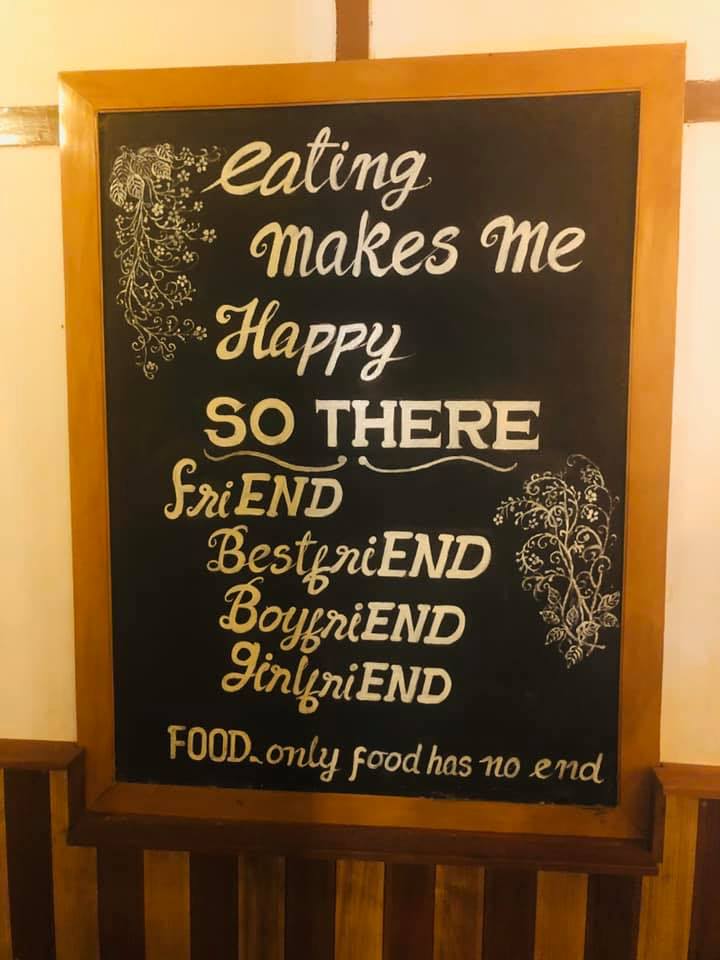 eating
makes me
Happy
SO THERE
friEND
BestfriEND
BoyfriEND
girlfriEND
FOOD. only food has no end